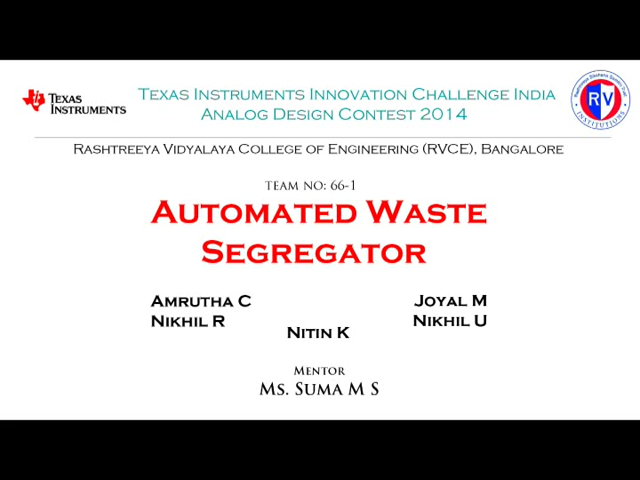 TEXAS INSTRUMENTS
TEXAS INSTRUMENTS INNOVATION CHALLENGE INDIA
ANALOG DESIGN CONTEST 2014
RV
INSTITUTIONS
RASHTREEYA VIDYALAYA COLLEGE OF ENGINEERING (RVCE), BANGALORE
TEAM NO: 66-1
AUTOMATED WASTE
SEGREGATOR
AMRUTHA C
JOYAL M
NIKHIL R
NIKHIL U
NITIN K
MENTOR
MS. SUMA M S